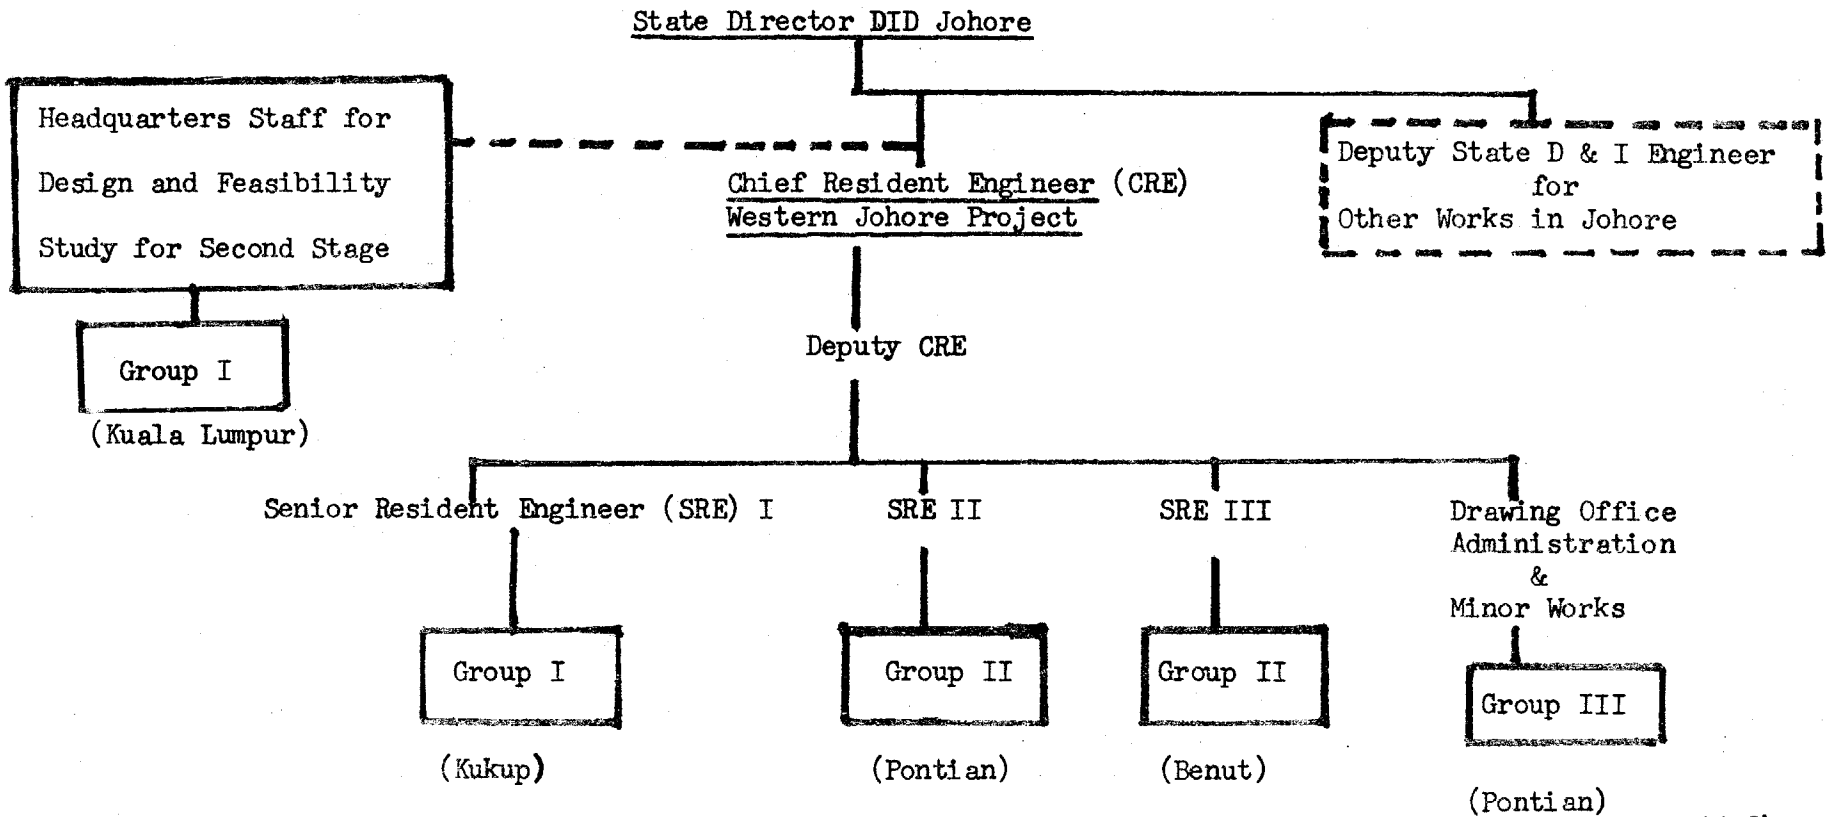 State Director DID Johore
Headquarters Staff for
Design and Feasibility
Study for Second Stage
Group I
(Kuala Lumpur)
Chief Resident Engineer (CRE)
Western Johore Project
Deputy State D & I Engineer
for
Other Works in Johore
Deputy CRE
Senior Resident Engineer (SRE) I
SRE II
SRE III
Drawing Office
Administration
&
Minor Works
Group I
(Kukup)
Group II
(Pontian)
Group II
(Benut)
Group III
(Pontian)